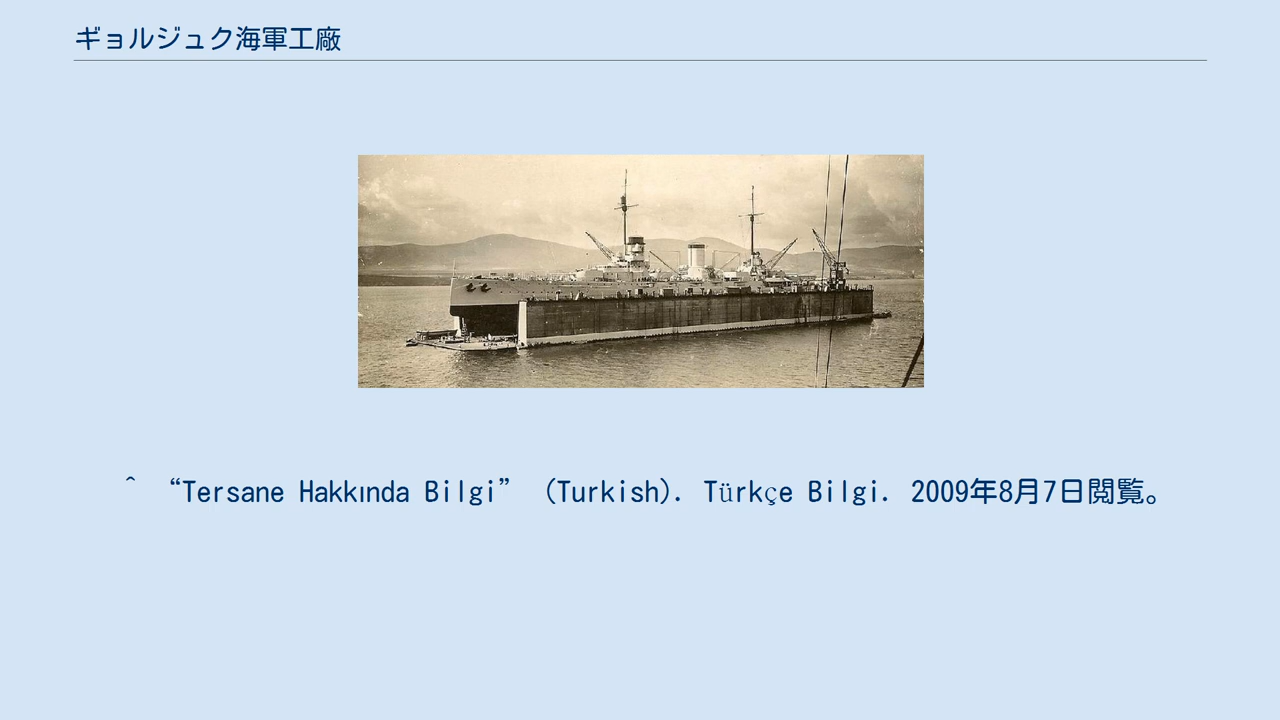 ギョルジュク海軍工廠
^ “Tersane Hakkında Bilgi” (Turkish). Türkçe Bilgi. 2009年8月7日閲覧。